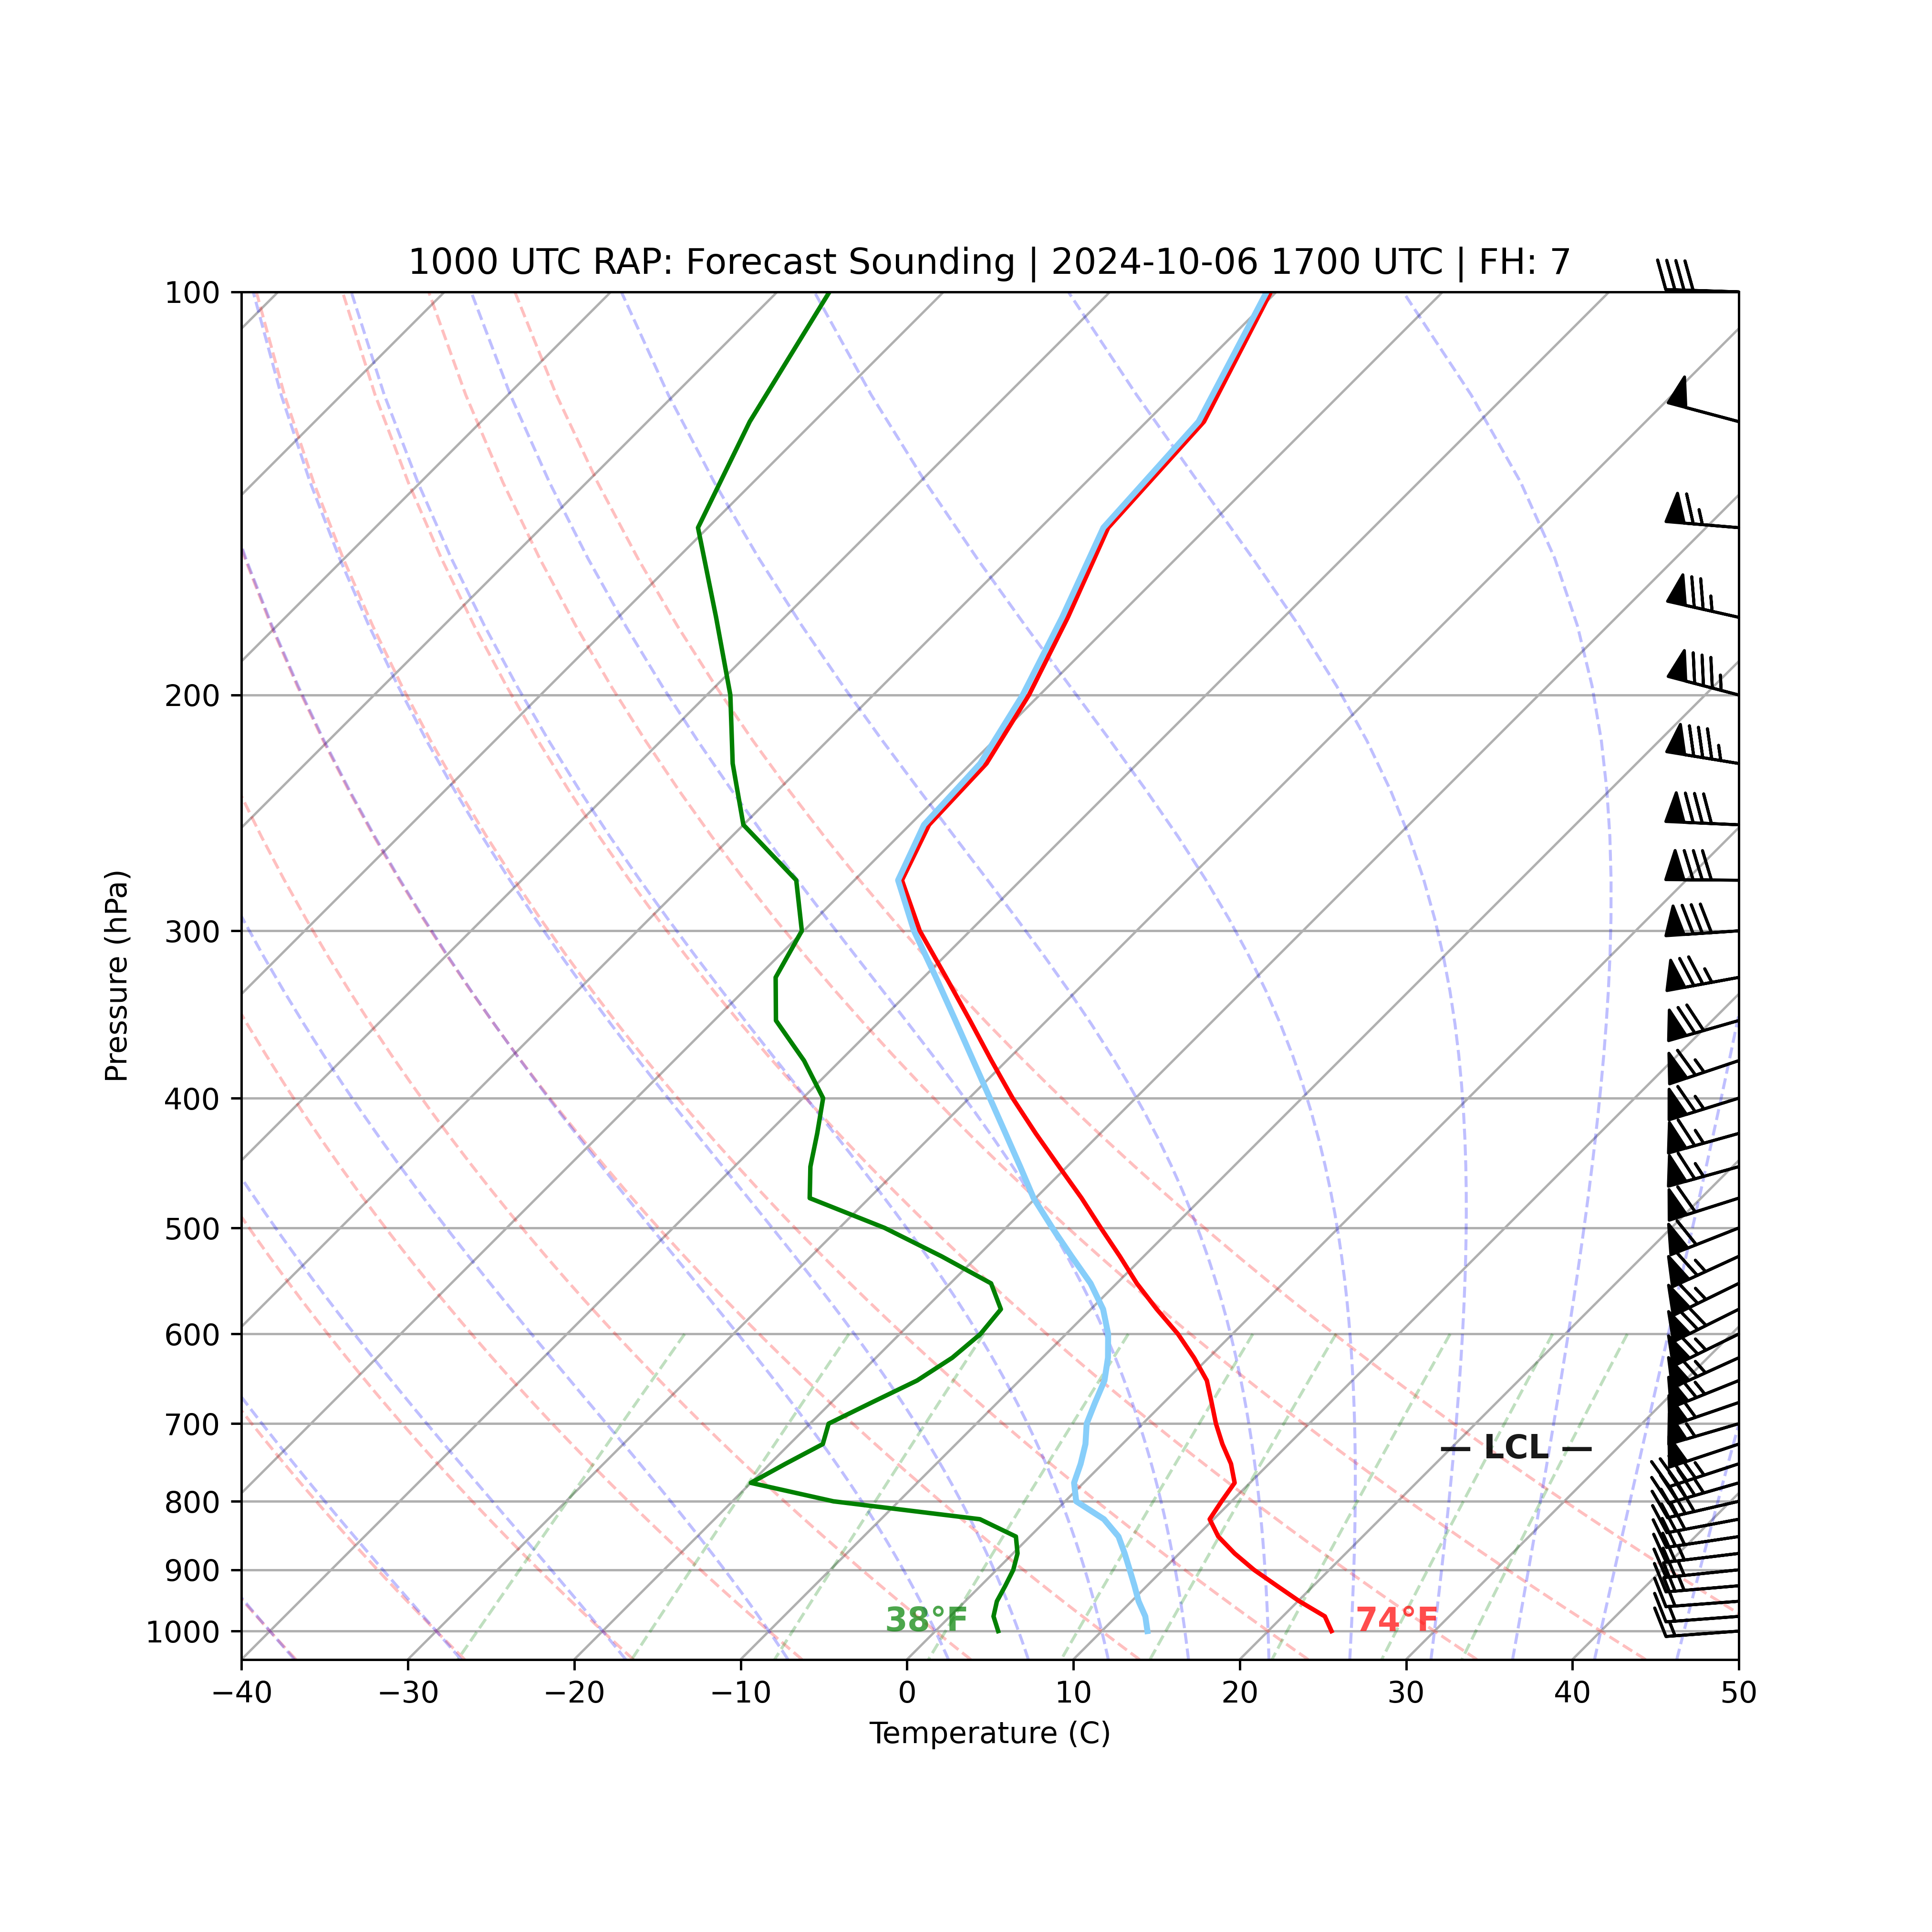 1000 UTC RAP: Forecast Sounding | 2024-10-06 1700 UTC | FH: 7
100
200
300
400
500
600
700
800
900
1000
Pressure (hPa)
— LCL —
38°F
74°F
−40 −30 −20 −10 0 10 20 30 40 50
Temperature (C)